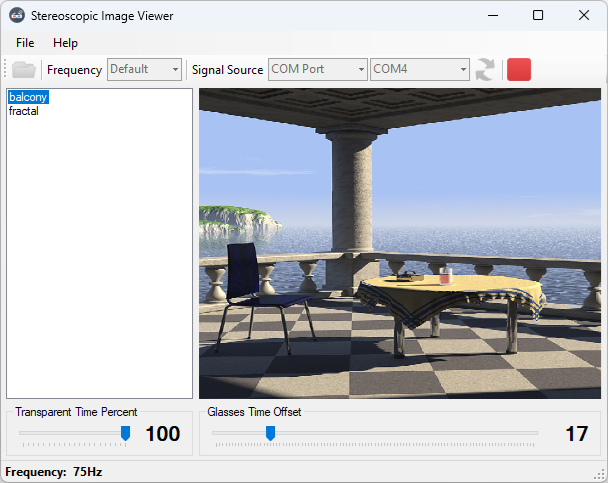 Stereoscopic Image Viewer
File Help
Frequency Default Signal Source COM Port COM4
balcony
fractal
Transparent Time Percent
100
Glasses Time Offset
17
Frequency: 75Hz